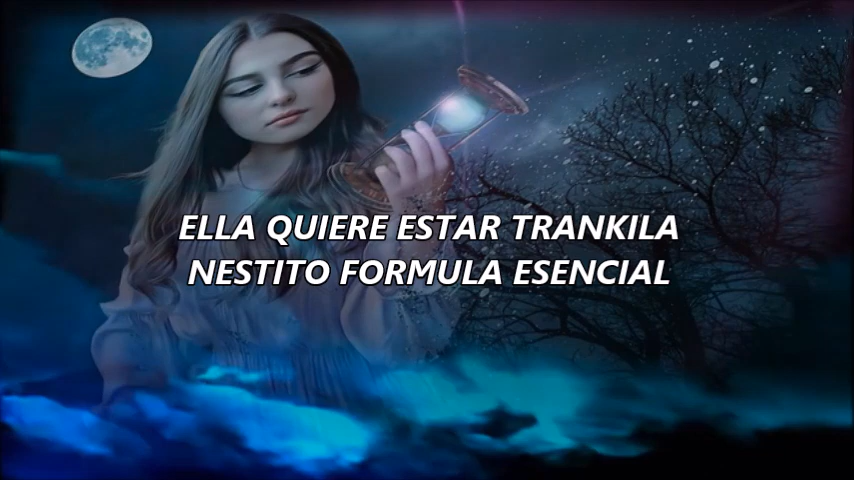 ELLA QUIERE ESTAR TRANKILA
NESTITO FORMULA ESENCIAL